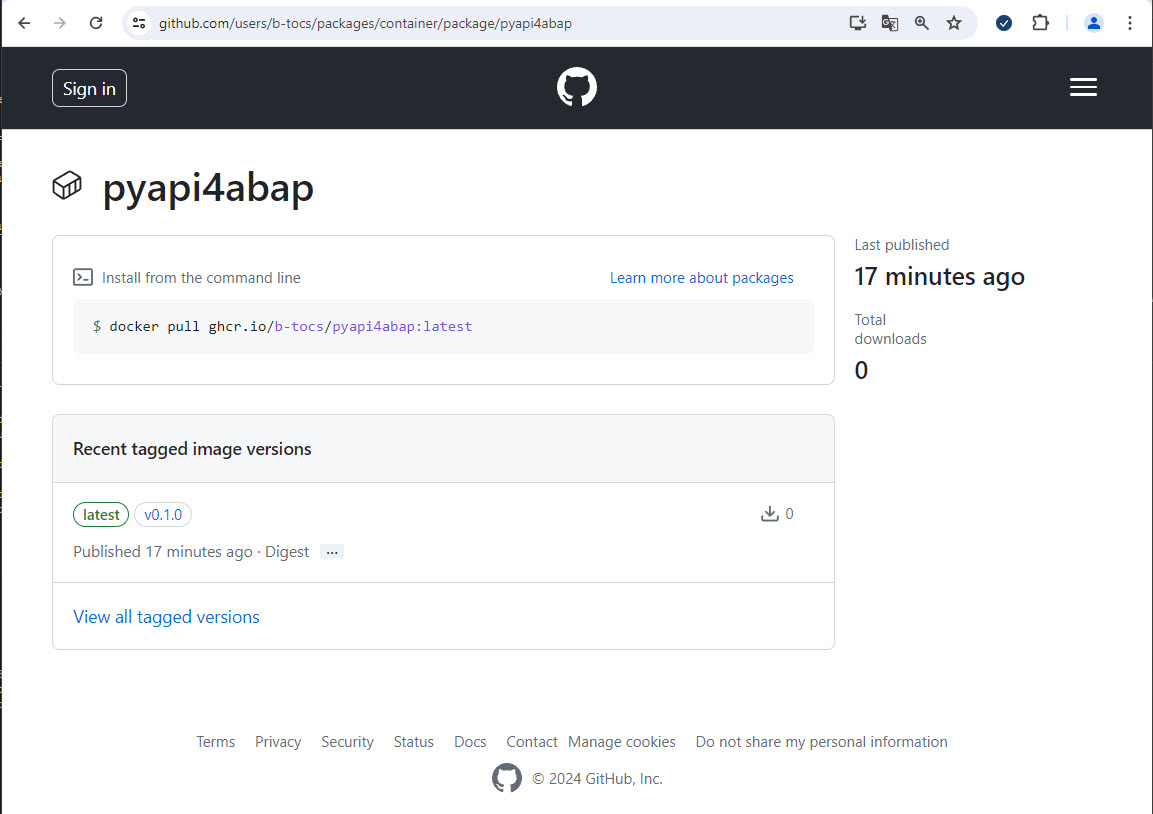 github.com/users/b-tocs/packages/container/package/pyapi4abap
Sign in
pyapi4abap
Install from the command line
Learn more about packages
$ docker pull ghcr.io/b-tocs/pyapi4abap:latest
Last published
17 minutes ago
Total
downloads
0
Recent tagged image versions
latest v0.1.0
0
Published 17 minutes ago · Digest ...
View all tagged versions
Terms Privacy Security Status Docs Contact Manage cookies Do not share my personal information
© 2024 GitHub, Inc.